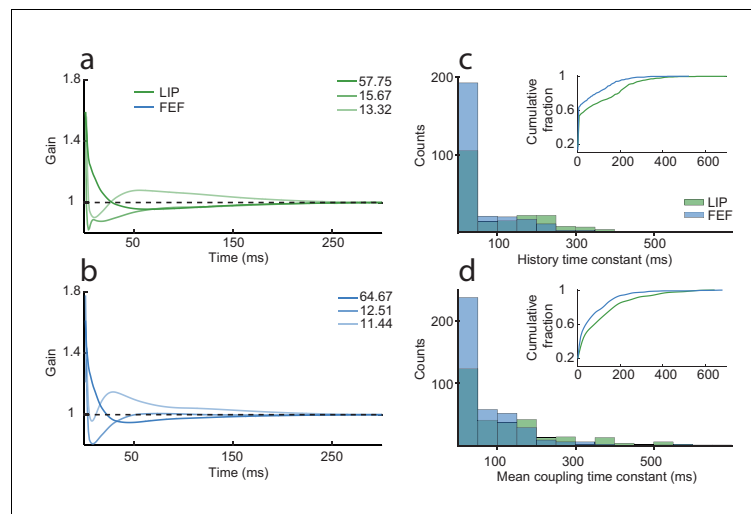 a
1.8
1.4
1
Gain
LIP
FEF
57.75
15.67
13.32
50
150
250
Time (ms)
b
1.8
1.4
1
Gain
64.67
12.51
11.44
50
150
250
Time (ms)
c
200
100
Counts
Cumulative
fraction
1
0.6
0.2
0
200
400
600
LIP
FEF
100
300
500
History time constant (ms)
d
200
100
Counts
Cumulative
fraction
1
0.6
0.2
0
200
400
600
100
300
500
Mean coupling time constant (ms)